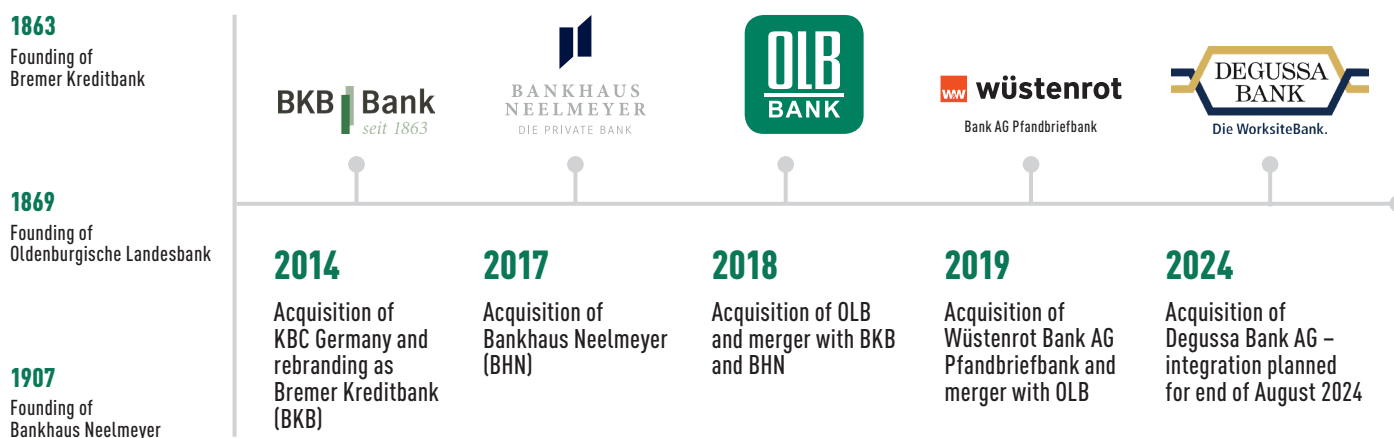 1863
Founding of
Bremer Kreditbank
1869
Founding of
Oldenburgische Landesbank
1907
Founding of
Bankhaus Neelmeyer
BKB Bank
seit 1863
BANKHAUS
NEELMEYER
DIE PRIVATE BANK
OLB
BANK
W&W wüstenrot
Bank AG Pfandbriefbank
DEGUSSA
BANK
Die WorksiteBank.
2014
Acquisition of
KBC Germany and
rebranding as
Bremer Kreditbank
(BKB)
2017
Acquisition of
Bankhaus Neelmeyer
(BHN)
2018
Acquisition of OLB
and merger with BKB
and BHN
2019
Acquisition of
Wüstenrot Bank AG
Pfandbriefbank and
merger with OLB
2024
Acquisition of
Degussa Bank AG –
integration planned
for end of August 2024